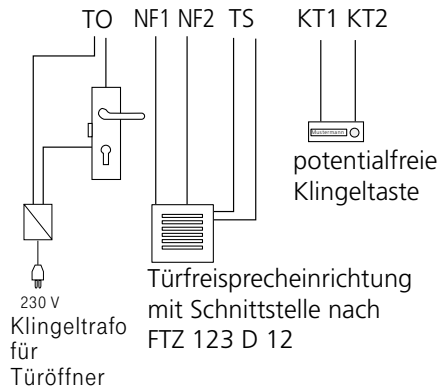 TO NF1 NF2 TS KT1 KT2
Mustermann
potentialfreie
Klingeltaste
230 V
Klingeltrafo
für
Türöffner
Türfreisprecheinrichtung
mit Schnittstelle nach
FTZ 123 D 12